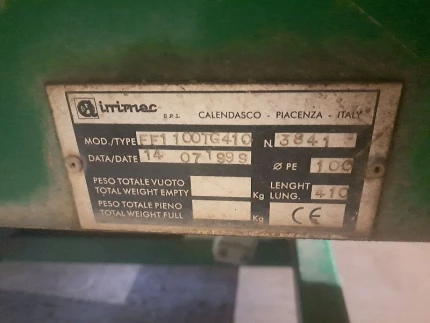 irrimec
S.R.L. CALENDASCO - PIACENZA - ITALY
MOD./TYPE FF1100TG410 N. 3841
DATA/DATE 14 07 1999 Ø PE 100
PESO TOTALE VUOTO
TOTAL WEIGHT EMPTY Kg
LENGHT
LUNG. 410
PESO TOTALE PIENO
TOTAL WEIGHT FULL Kg CE